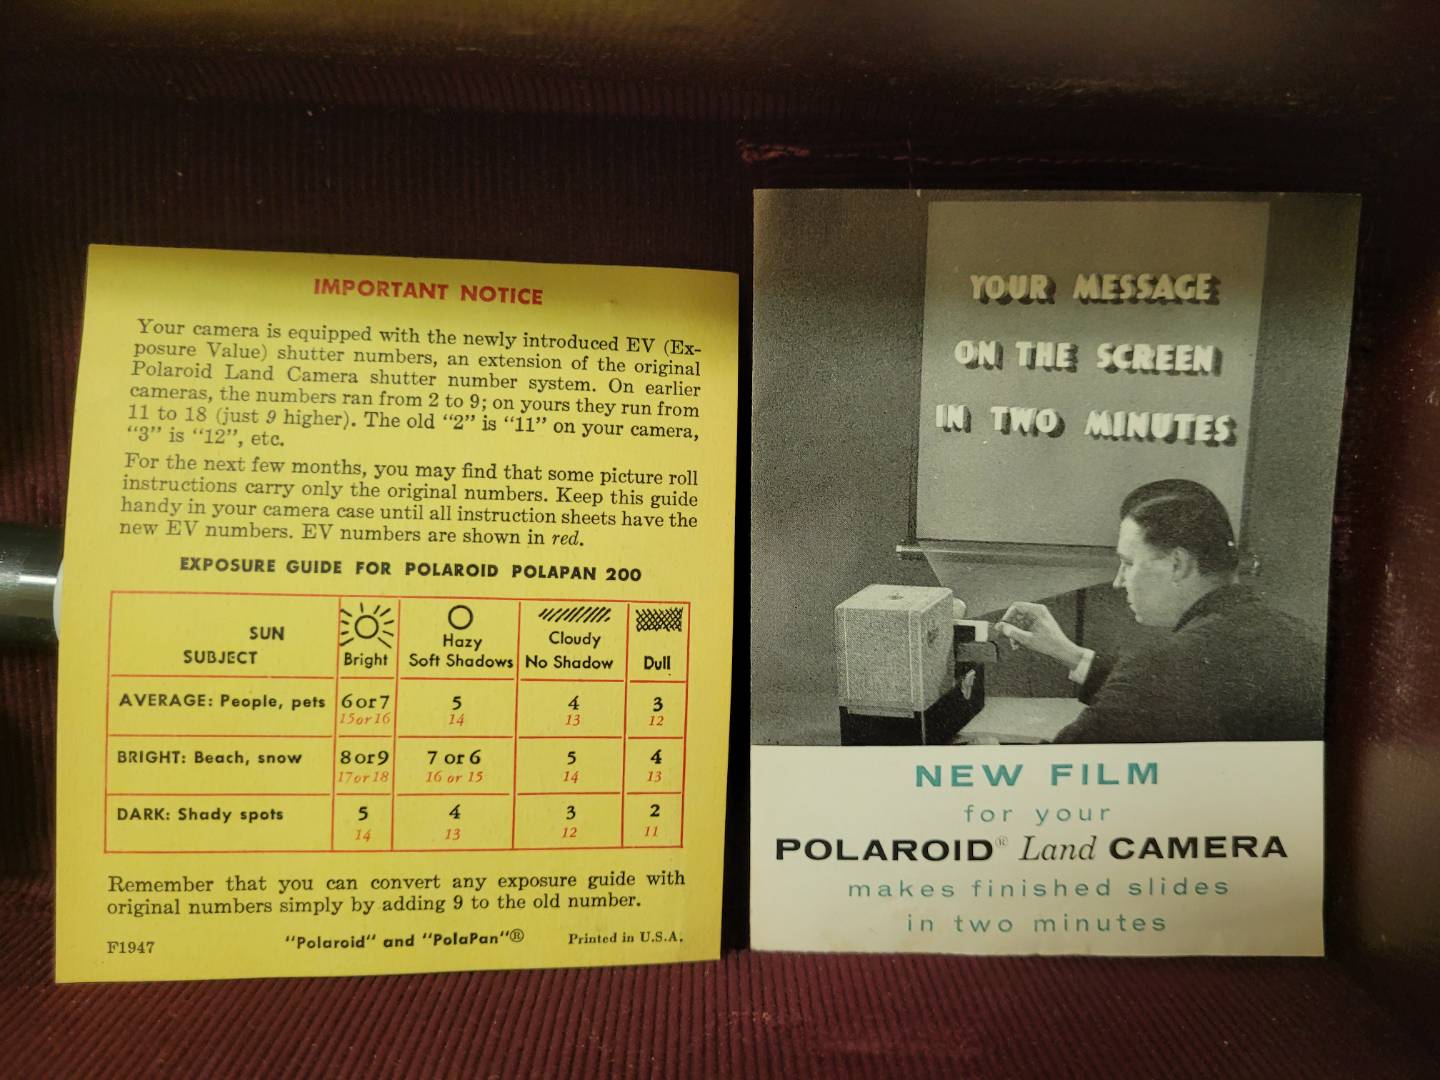 IMPORTANT NOTICE
Your camera is equipped with the newly introduced EV (Ex-
posure Value) shutter numbers, an extension of the original
Polaroid Land Camera shutter number system. On earlier
cameras, the numbers ran from 2 to 9; on yours they run from
11 to 18 (just 9 higher). The old “2” is “11” on your camera,
“3” is “12”, etc.
For the next few months, you may find that some picture roll
instructions carry only the original numbers. Keep this guide
handy in your camera case until all instruction sheets have the
new EV numbers. EV numbers are shown in red.
EXPOSURE GUIDE FOR POLAROID POLAPAN 200
SUN
SUBJECT
Bright
Hazy
Soft Shadows
Cloudy
No Shadow
Dull
AVERAGE: People, pets 6 or 7 5 4 3
15 or 16 14 13 12
BRIGHT: Beach, snow 8 or 9 7 or 6 5 4
17 or 18 16 or 15 14 13
DARK: Shady spots 5 4 3 2
14 13 12 11
Remember that you can convert any exposure guide with
original numbers simply by adding 9 to the old number.
F1947 "Polaroid" and "PolaPan"® Printed in U.S.A.
YOUR MESSAGE
ON THE SCREEN
IN TWO MINUTES
NEW FILM
for your
POLAROID® Land CAMERA
makes finished slides
in two minutes